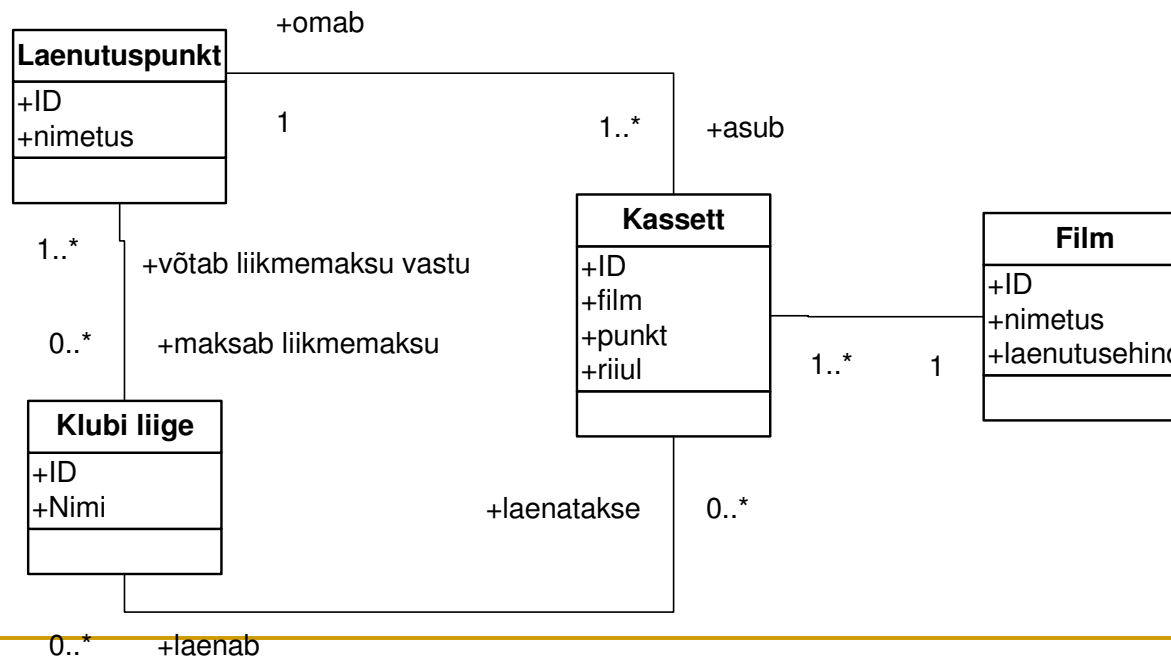 +omab
Laenutuspunkt
+ID
+nimetus
1
1..*
+asub
Kassett
+ID
+film
+punkt
+riiul
Film
+ID
+nimetus
+laenutusehind
1..*
1
1..*
+võtab liikmemaksu vastu
0..*
+maksab liikmemaksu
Klubi liige
+ID
+Nimi
+laenatakse
0..*
0..*
+laenab